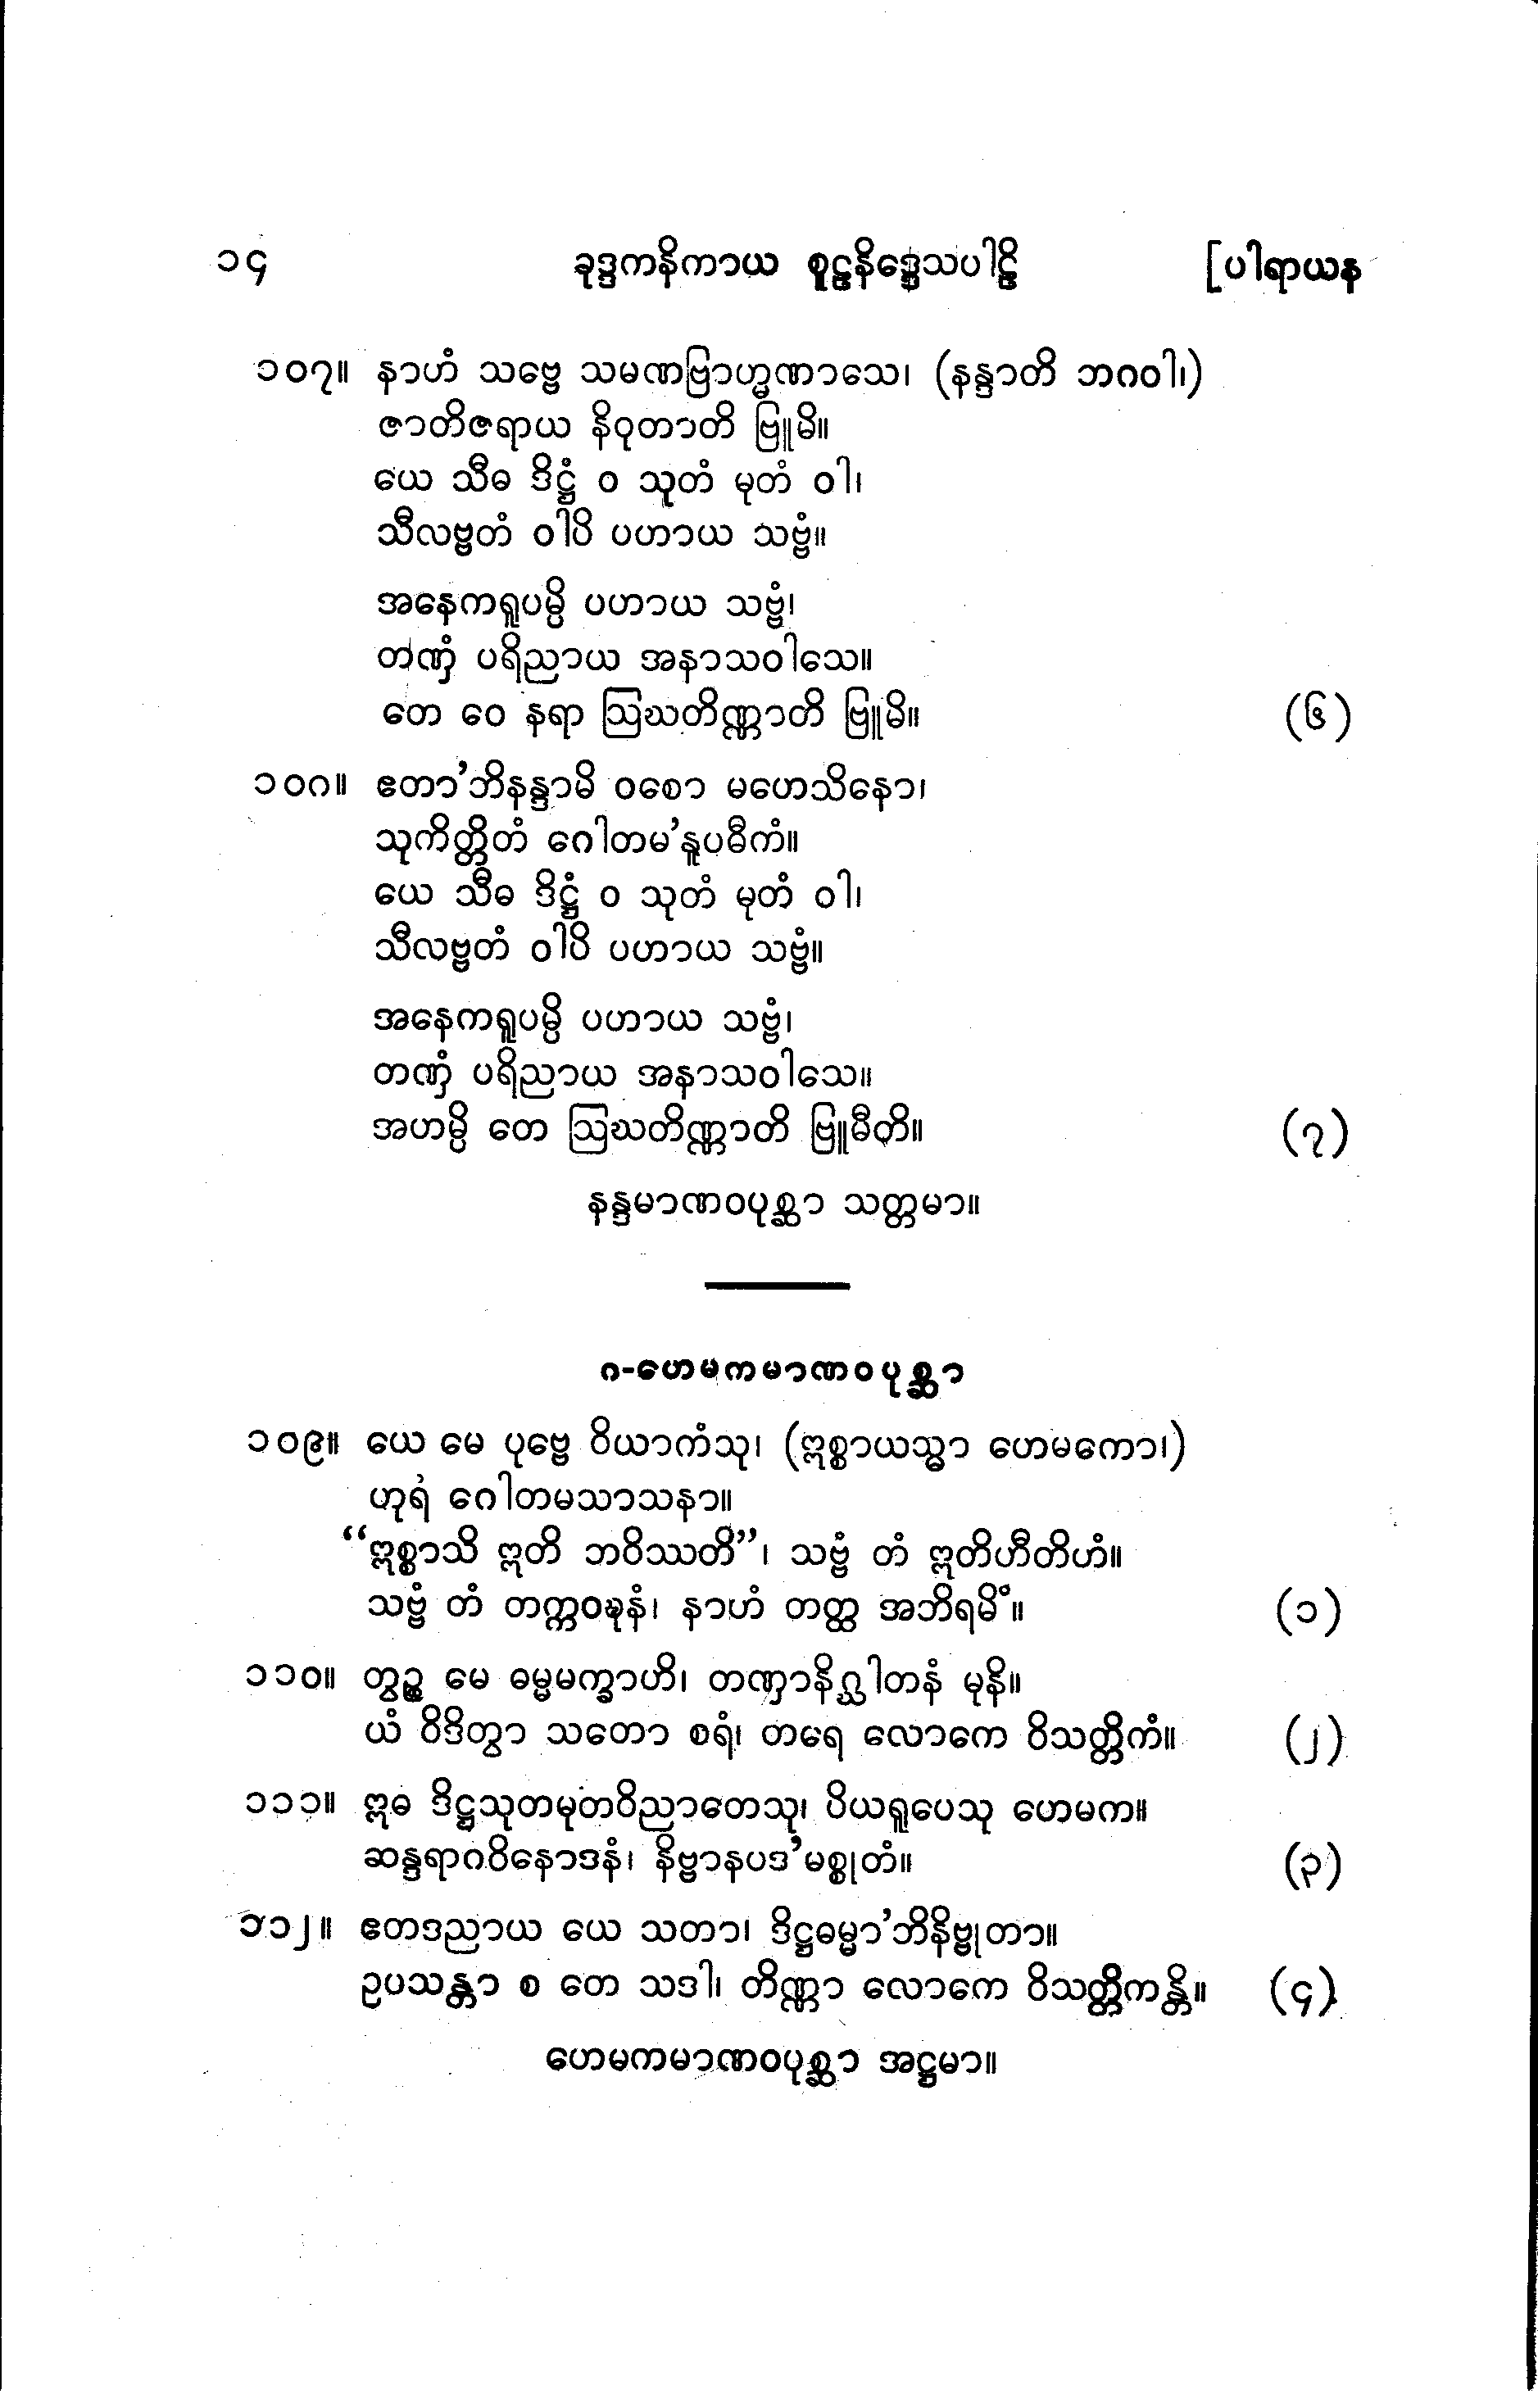 ၁၄ ခုဒ္ဒကနိကာယ စူဠနိဒ္ဒေသပါဠိ [ပါရာယန
၁၀၇။ နာဟံ သဗ္ဗေ သမဏဗြာဟ္မဏာသေ၊ (နန္ဒာတိ ဘဂဝါ၊)
ဇာတိဇရာယ နိဝုတာတိ ဗြူမိ။
ယေ သီဓ ဒိဋ္ဌံ ဝ သုတံ မုတံ ဝါ၊
သီလဗ္ဗတံ ဝါပိ ပဟာယ သဗ္ဗံ။
အနေကရူပမ္ပိ ပဟာယ သဗ္ဗံ၊
တဏှံ ပရိညာယ အနာသဝါသေ။
တေ ဝေ နရာ ဩဃတိဏ္ဏာတိ ဗြူမိ။ (၆)
၁၀၈။ ဧတာ’ဘိနန္ဒာမိ ဝစော မဟေသိနော၊
သုကိတ္တိတံ ဂေါတမ’နူပဓီကံ။
ယေ သီဓ ဒိဋ္ဌံ ဝ သုတံ မုတံ ဝါ၊
သီလဗ္ဗတံ ဝါပိ ပဟာယ သဗ္ဗံ။
အနေကရူပမ္ပိ ပဟာယ သဗ္ဗံ၊
တဏှံ ပရိညာယ အနာသဝါသေ။
အဟမ္ပိ တေ ဩဃတိဏ္ဏာတိ ဗြူမီတိ။ (၇)
နန္ဒမာဏဝပုစ္ဆာ သတ္တမာ။
၈-ဟေမကမာဏဝပုစ္ဆာ
၁၀၉။ ယေ မေ ပုဗ္ဗေ ဝိယာကံသု၊ (ဣစ္စာယသ္မာ ဟေမကော၊)
ဟုရံ ဂေါတမသာသနာ။
“ဣစ္စာသိ ဣတိ ဘဝိဿတိ”၊ သဗ္ဗံ တံ ဣတိဟီတိဟံ။
သဗ္ဗံ တံ တက္ကဝဍ္ဎနံ၊ နာဟံ တတ္ထ အဘိရမိံ။ (၁)
၁၁၀။ တွဉ္စ မေ ဓမ္မမက္ခာဟိ၊ တဏှာနိဂ္ဃါတနံ မုနိ။
ယံ ဝိဒိတွာ သတော စရံ၊ တရေ လောကေ ဝိသတ္တိကံ။ (၂)
၁၁၁။ ဣဓ ဒိဋ္ဌသုတမုတဝိညာတေသု၊ ပိယရူပေသု ဟေမက။
ဆန္ဒရာဂဝိနောဒနံ၊ နိဗ္ဗာနပဒ’မစ္စုတံ။ (၃)
၁၁၂။ ဧတဒညာယ ယေ သတာ၊ ဒိဋ္ဌဓမ္မာ’ဘိနိဗ္ဗုတာ။
ဥပသန္တာ စ တေ သဒါ၊ တိဏ္ဏာ လောကေ ဝိသတ္တိကန္တိ။ (၄)
ဟေမကမာဏဝပုစ္ဆာ အဋ္ဌမာ။